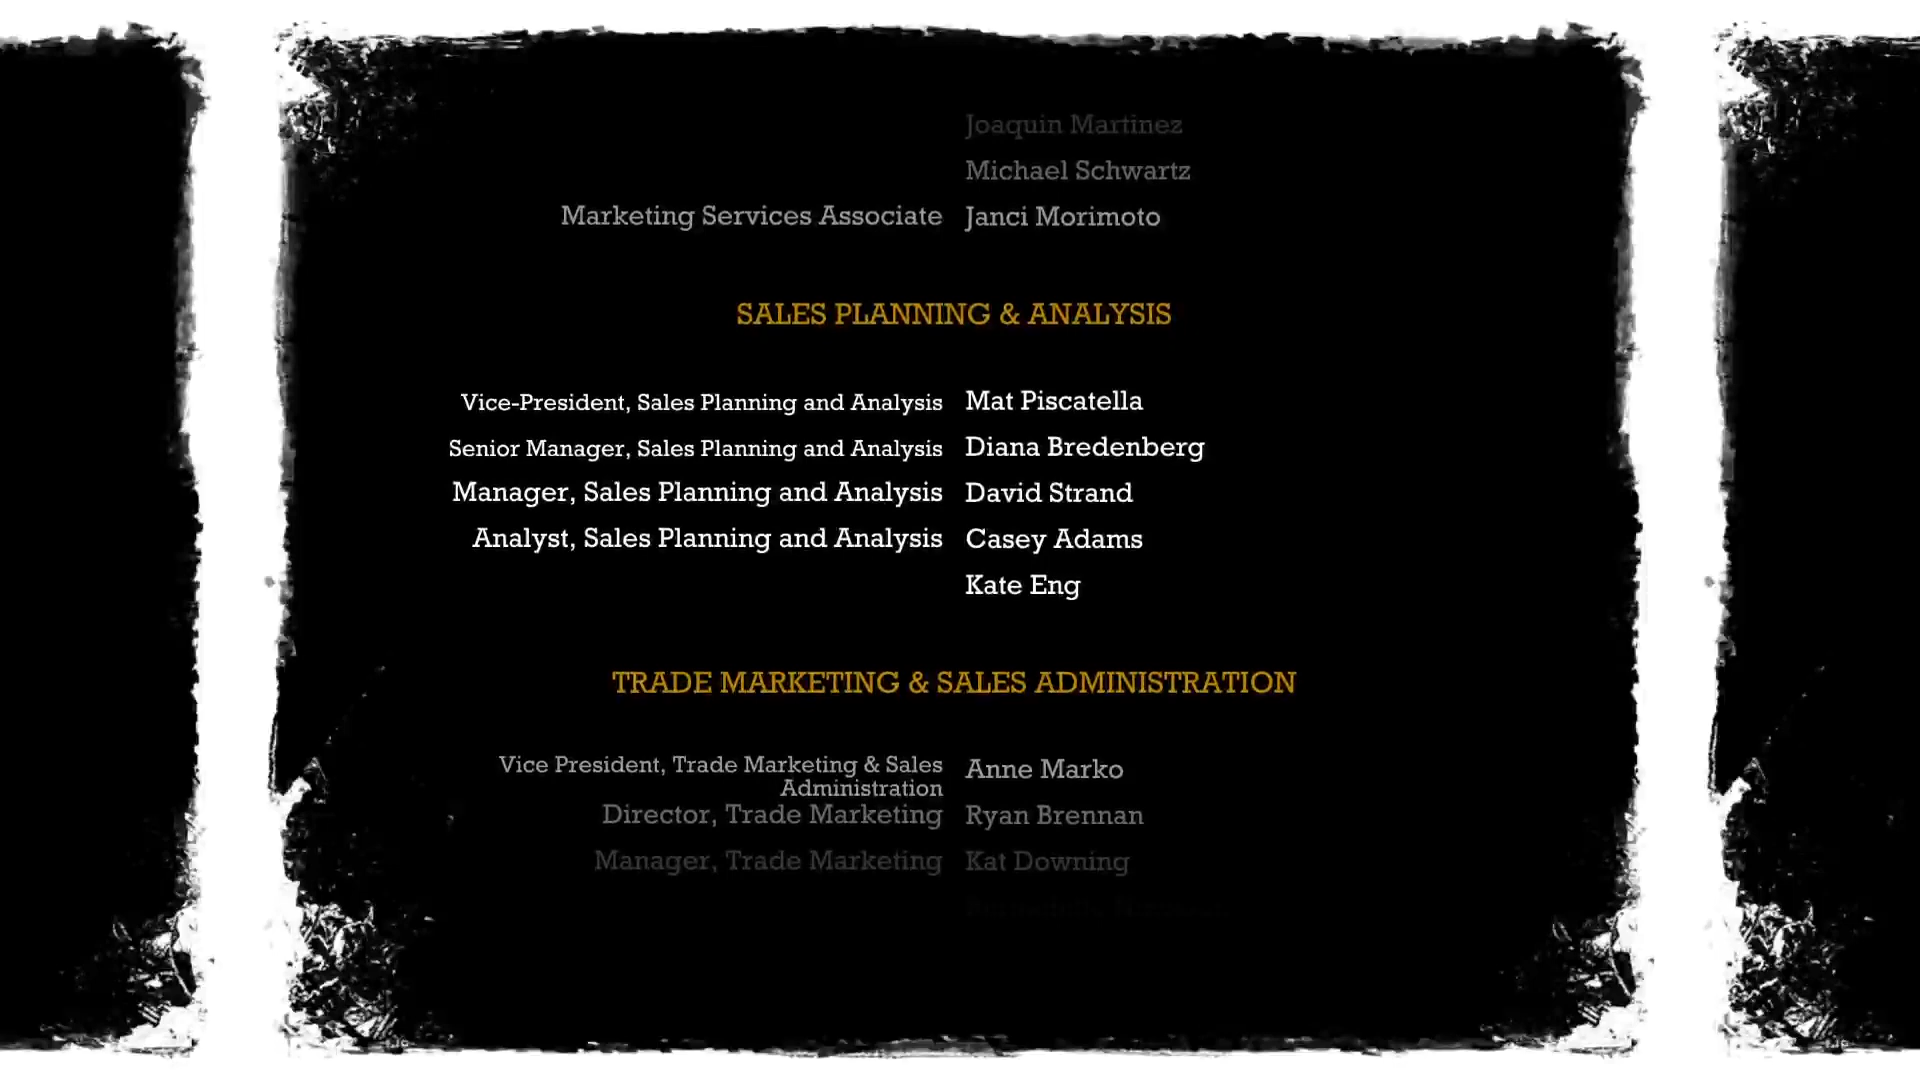 Joaquin Martinez
Michael Schwartz
Marketing Services Associate Janci Morimoto
SALES PLANNING & ANALYSIS
Vice-President, Sales Planning and Analysis Mat Piscatella
Senior Manager, Sales Planning and Analysis Diana Bredenberg
Manager, Sales Planning and Analysis David Strand
Analyst, Sales Planning and Analysis Casey Adams
Kate Eng
TRADE MARKETING & SALES ADMINISTRATION
Vice President, Trade Marketing & Sales Administration Anne Marko
Director, Trade Marketing Ryan Brennan
Manager, Trade Marketing Kat Downing